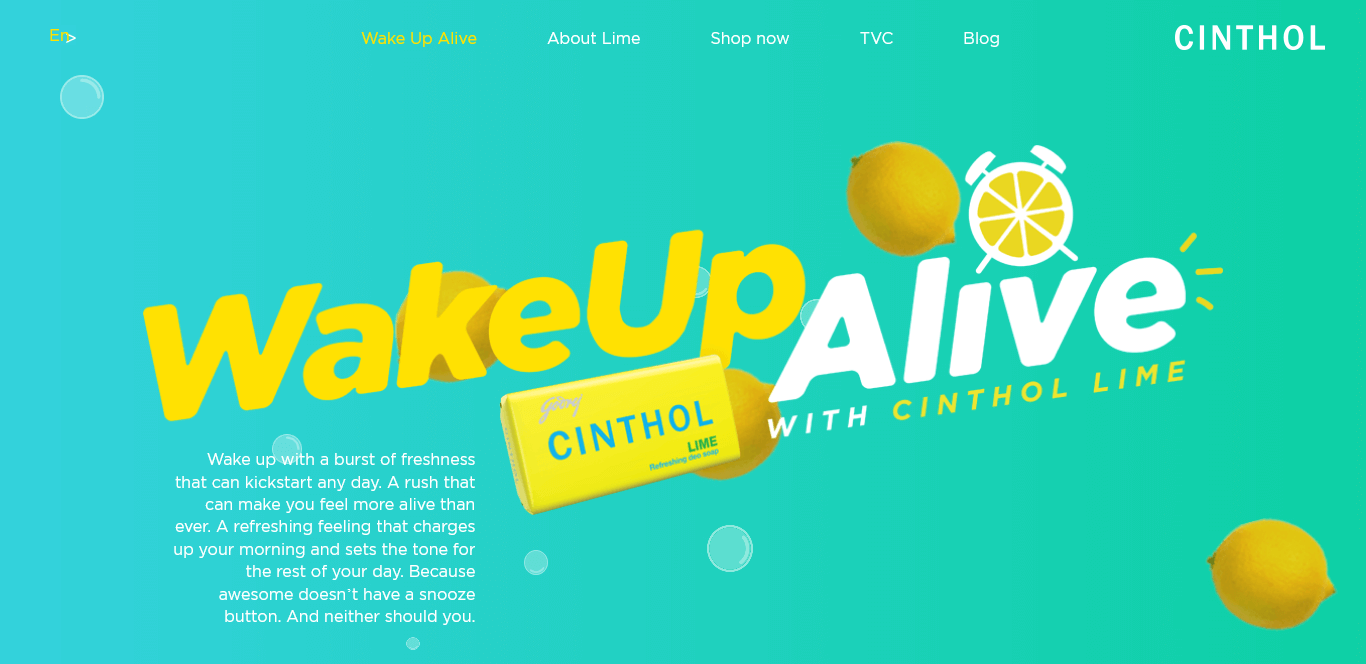 En>
Wake Up Alive
About Lime
Shop now
TVC
Blog
CINTHOL
WakeUp Alive
WITH CINTHOL LIME
Godrej
CINTHOL
LIME
Refreshing deo soap
Wake up with a burst of freshness
that can kickstart any day. A rush that
can make you feel more alive than
ever. A refreshing feeling that charges
up your morning and sets the tone for
the rest of your day. Because
awesome doesn't have a snooze
button. And neither should you.